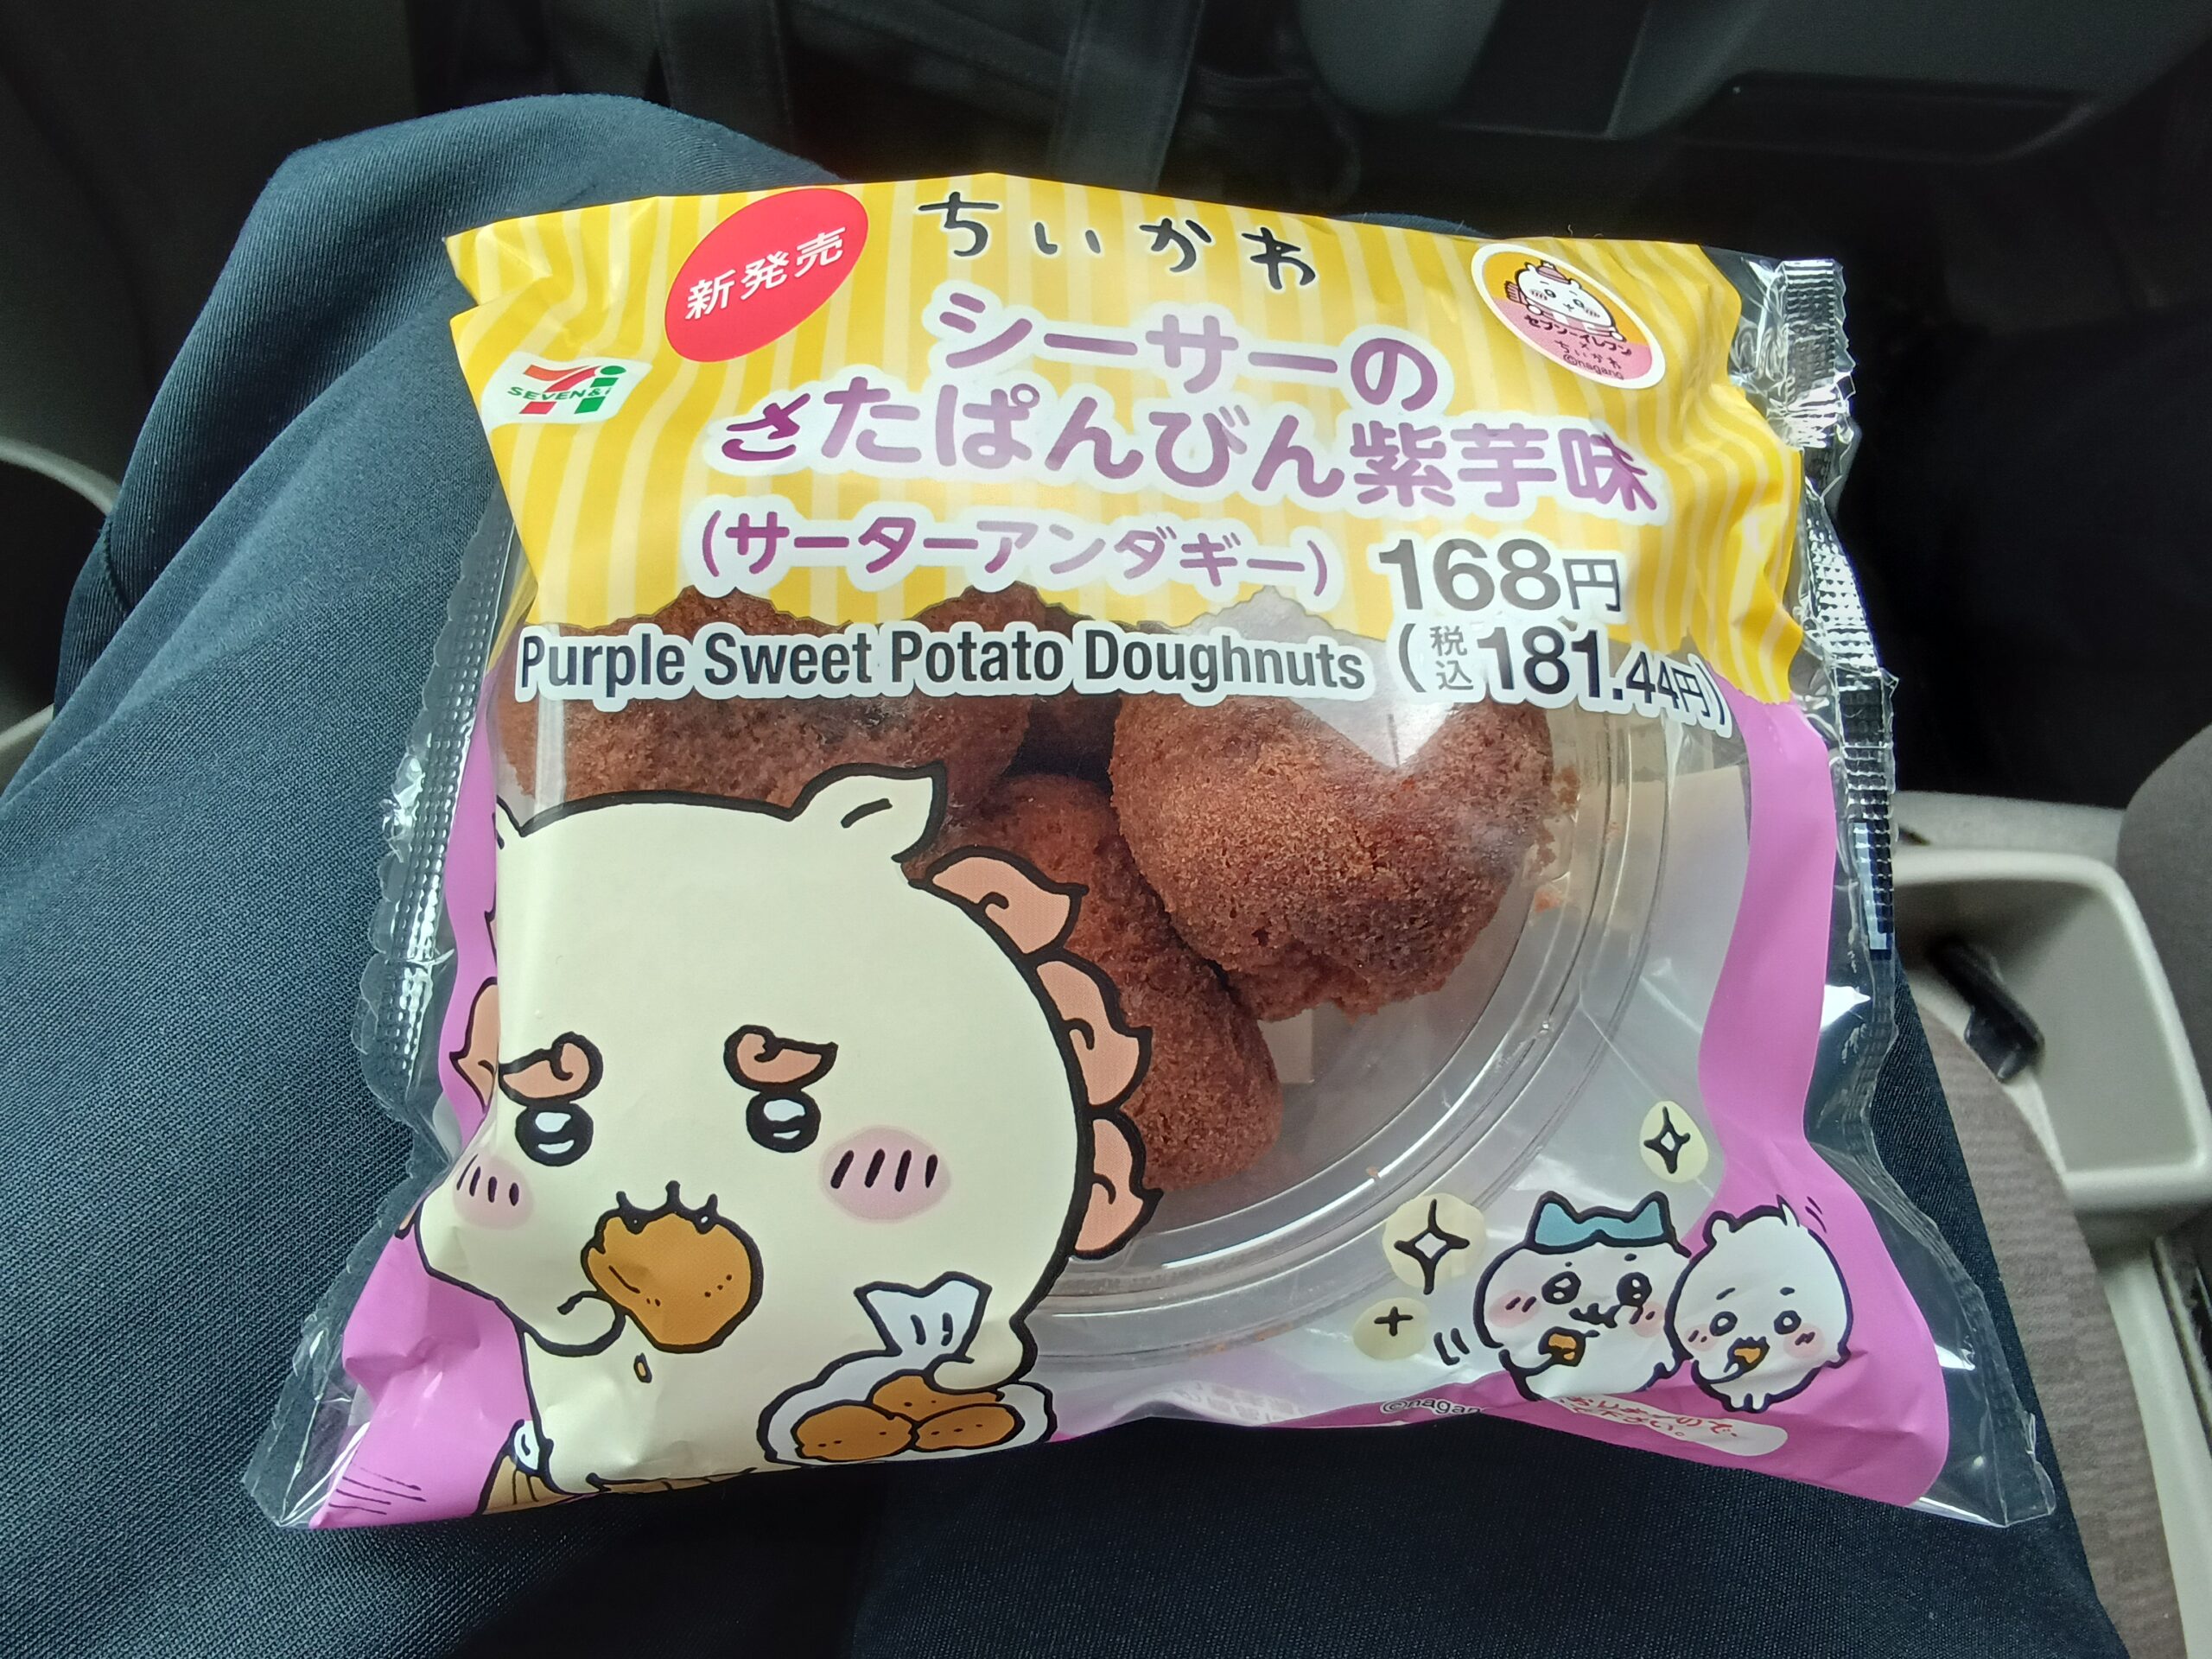 新発売
ちいかわ
セブン-イレブン
×
ちいかわ
©nagano
SEVEN&i
シーサーの
さたぱんびん紫芋味
(サーターアンダギー)
168円
Purple Sweet Potato Doughnuts
(税込181.44円)
©nagan